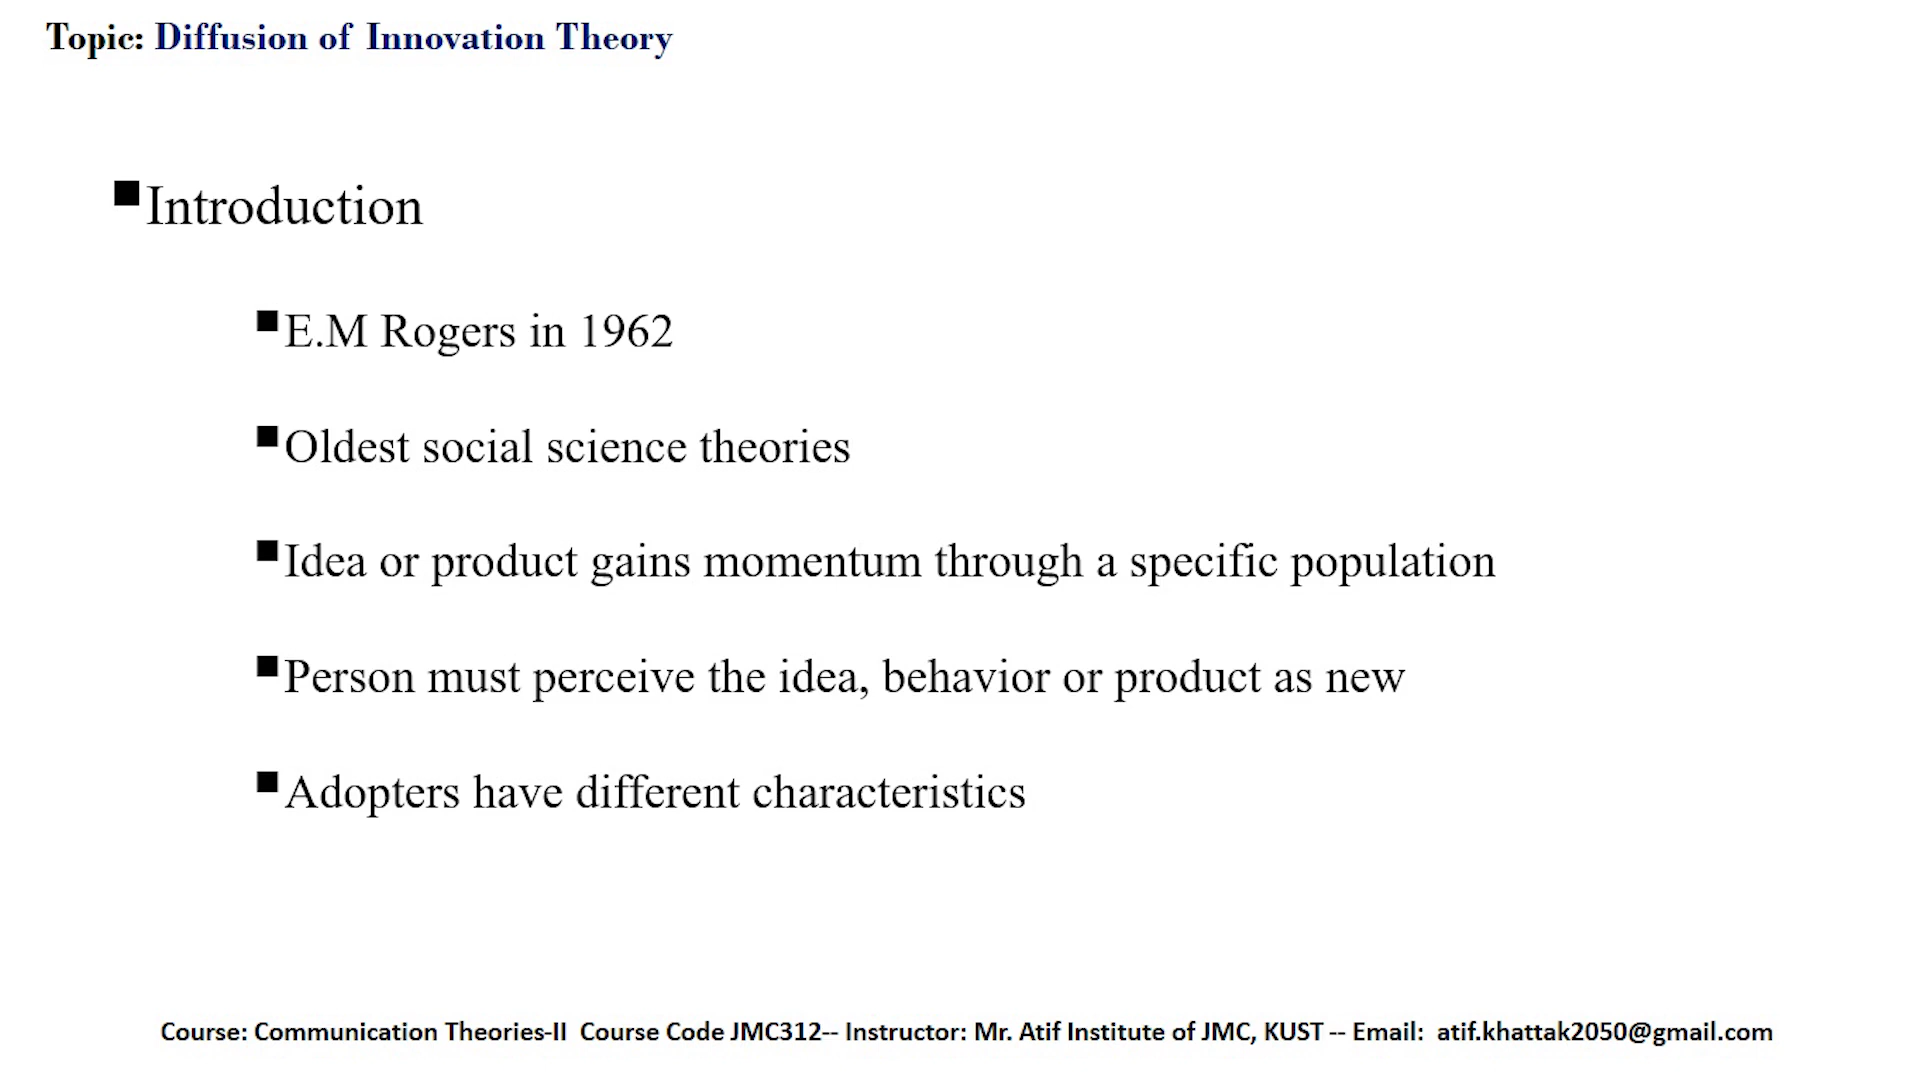 Topic: Diffusion of Innovation Theory
Introduction
E.M Rogers in 1962
Oldest social science theories
Idea or product gains momentum through a specific population
Person must perceive the idea, behavior or product as new
Adopters have different characteristics
Course: Communication Theories-II  Course Code JMC312-- Instructor: Mr. Atif Institute of JMC, KUST -- Email:  atif.khattak2050@gmail.com